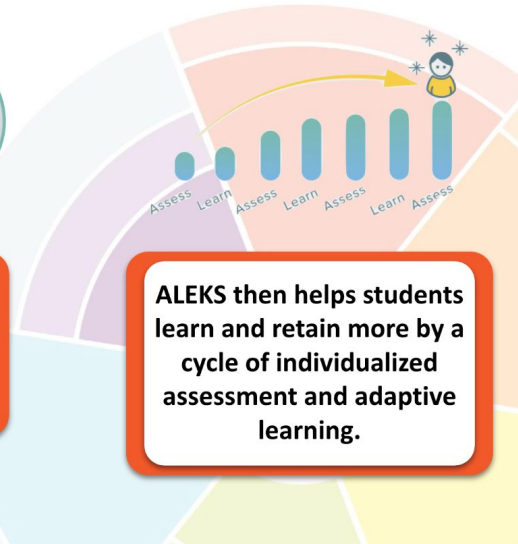 Assess Learn Assess Learn Assess Learn Assess
ALEKS then helps students
learn and retain more by a
cycle of individualized
assessment and adaptive
learning.